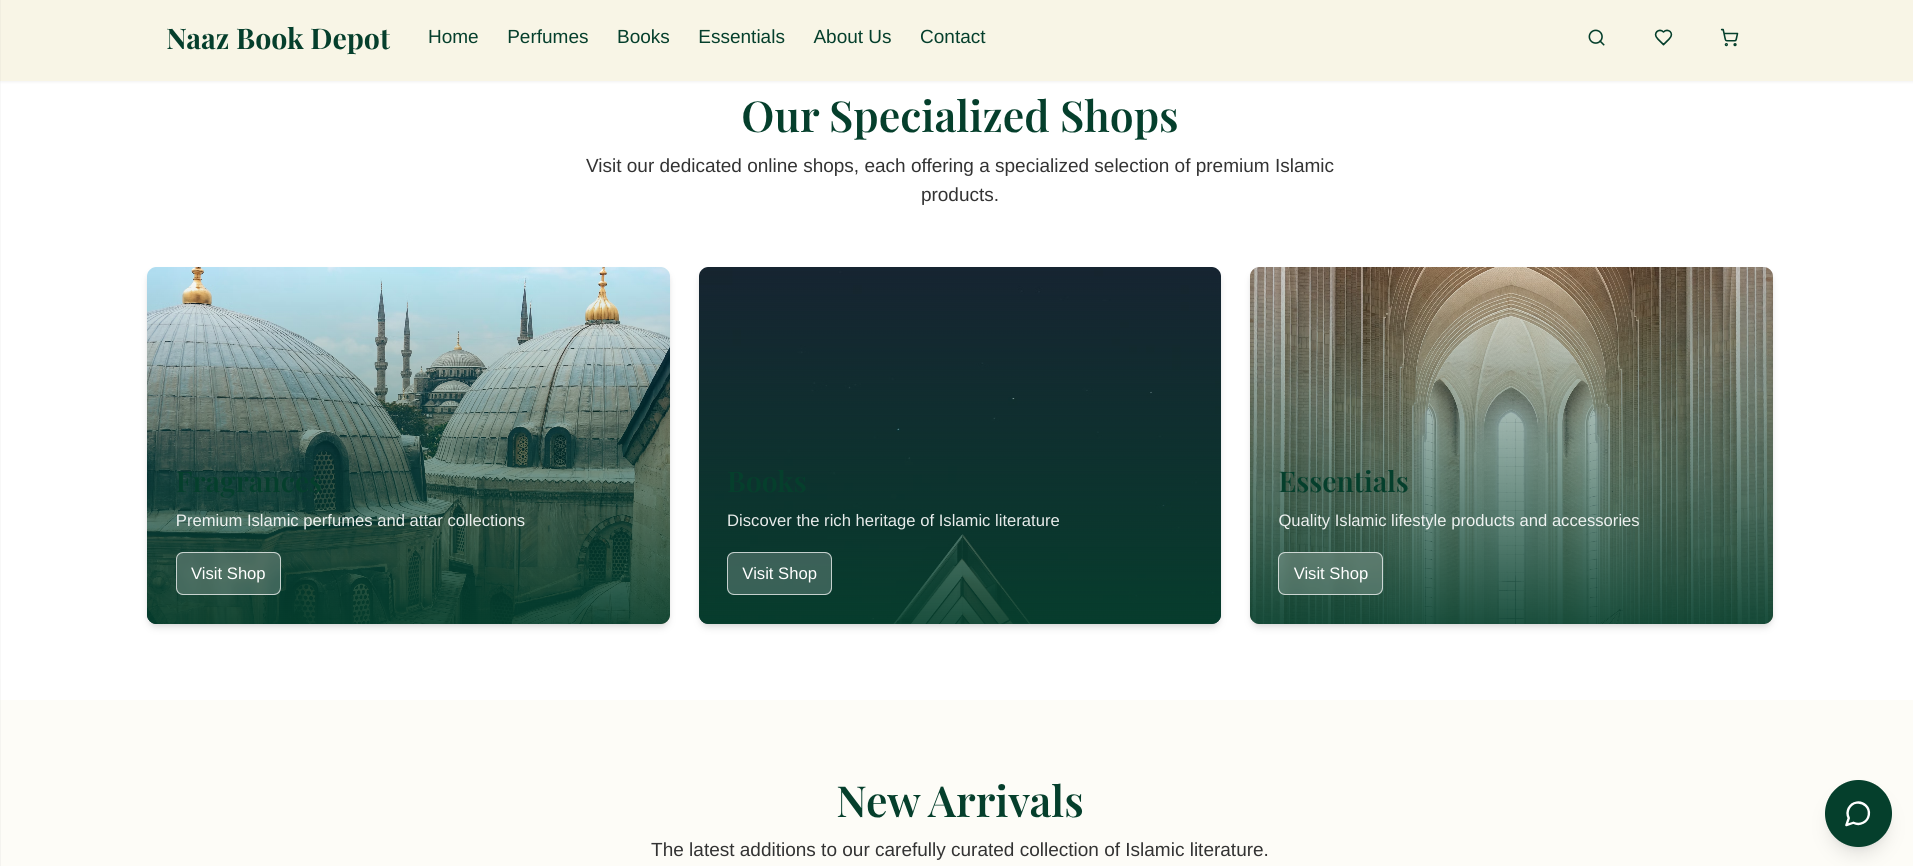 Naaz Book Depot
Home Perfumes Books Essentials About Us Contact
Our Specialized Shops
Visit our dedicated online shops, each offering a specialized selection of premium Islamic
products.
Fragrances
Premium Islamic perfumes and attar collections
Visit Shop
Books
Discover the rich heritage of Islamic literature
Visit Shop
Essentials
Quality Islamic lifestyle products and accessories
Visit Shop
New Arrivals
The latest additions to our carefully curated collection of Islamic literature.